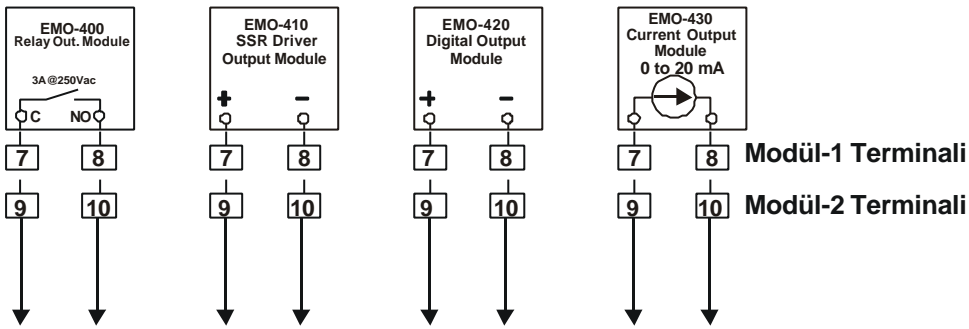 EMO-400
Relay Out. Module
3A@250Vac
C NO
7 8
9 10
EMO-410
SSR Driver
Output Module
+ −
7 8
9 10
EMO-420
Digital Output
Module
+ −
7 8
9 10
EMO-430
Current Output
Module
0 to 20 mA
7 8 Modül-1 Terminali
9 10 Modül-2 Terminali